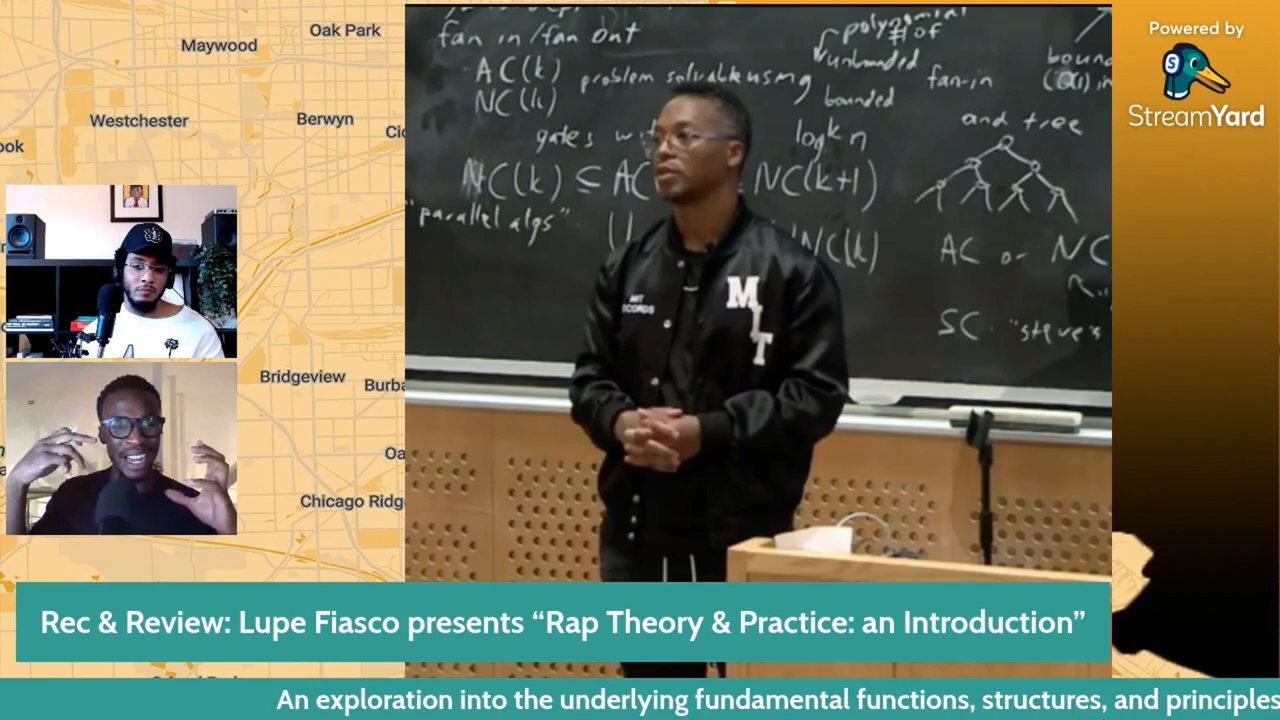 Oak Park
Maywood
Westchester
Berwyn
Bridgeview
Chicago Ridg
Powered by
StreamYard
fan in/fan out
polynomial
# of
AC(k)
NC(k)
problem solvable using
unbounded
bounded
fan-in
gates
log^k n
and tree
NC(k) ⊆ AC
NC(k+1)
"parallel algs"
NC(k)
AC or NC
SC "steve's
MIT
MIT
Rec & Review: Lupe Fiasco presents “Rap Theory & Practice: an Introduction”
An exploration into the underlying fundamental functions, structures, and principles